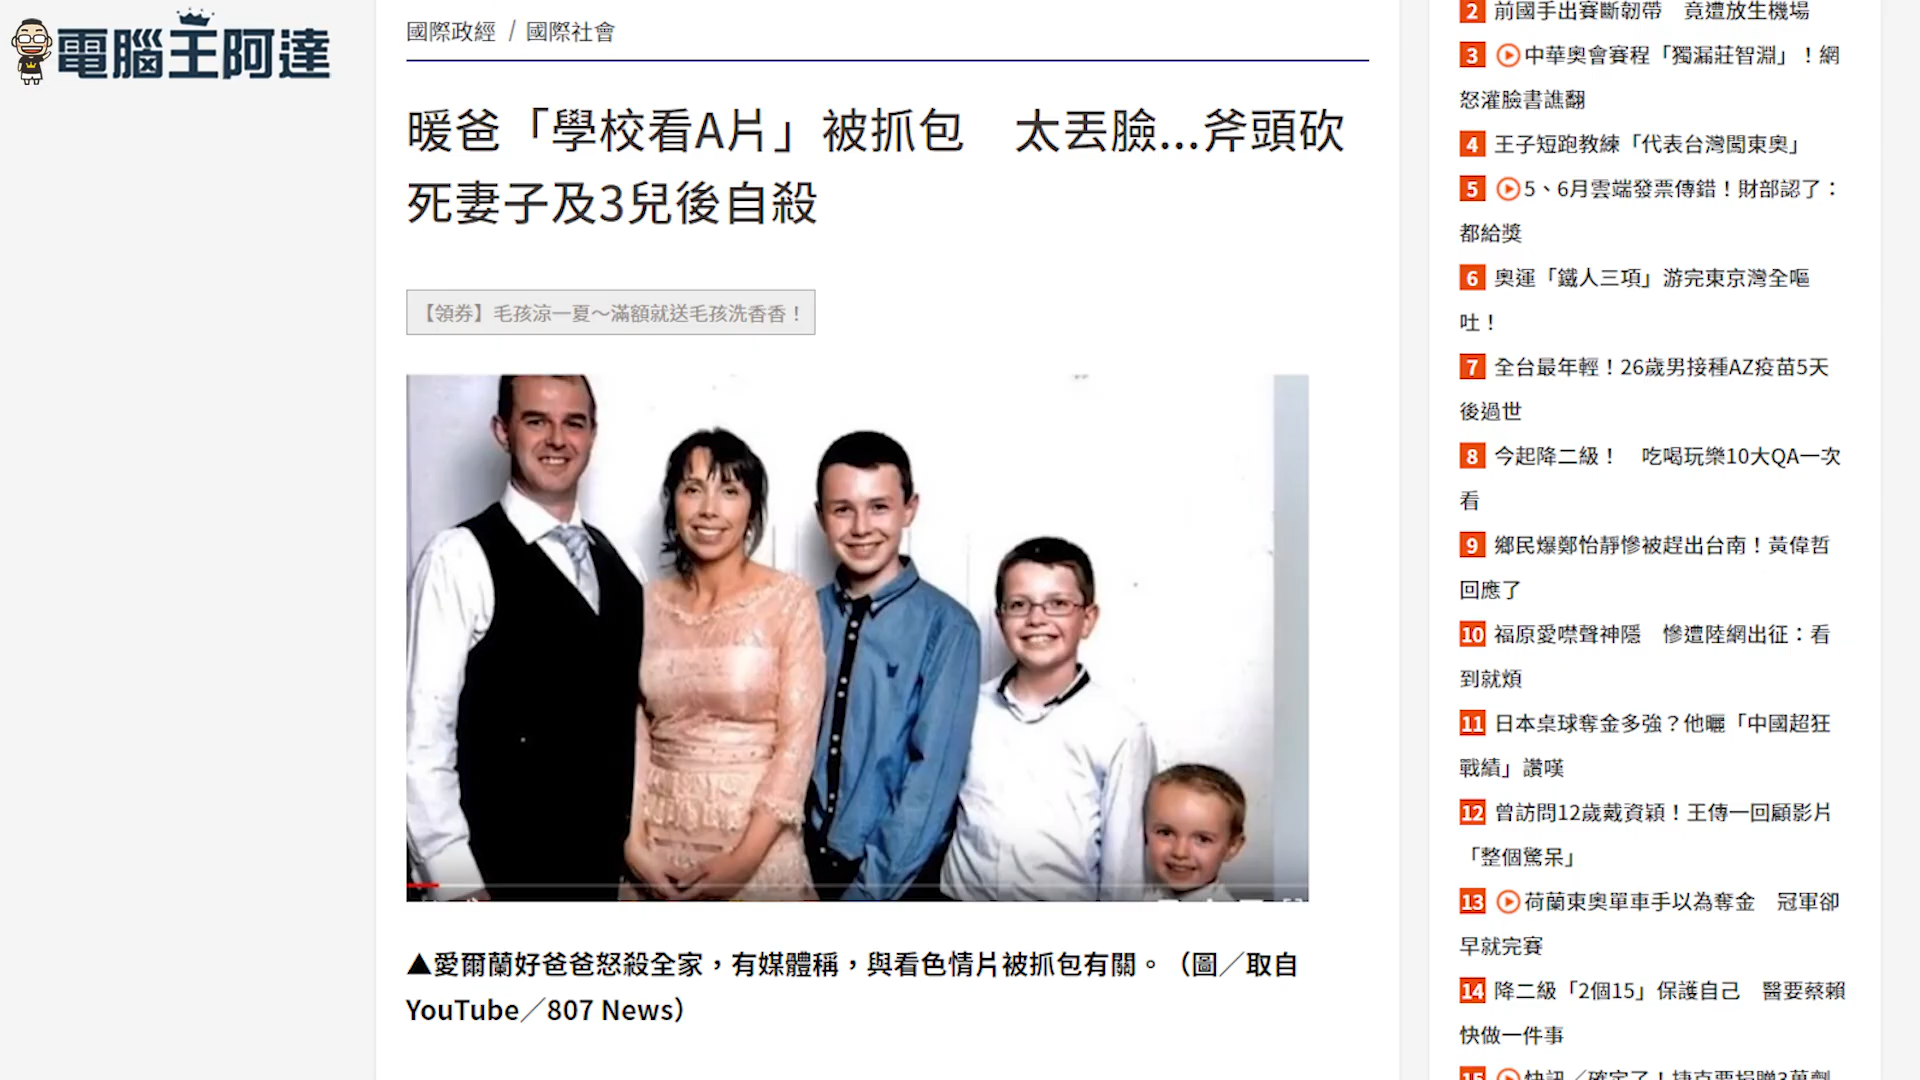 電腦王阿達
國際政經 / 國際社會
暖爸「學校看A片」被抓包　太丟臉...斧頭砍
死妻子及3兒後自殺
【領券】毛孩涼一夏～滿額就送毛孩洗香香！
▲愛爾蘭好爸爸怒殺全家，有媒體稱，與看色情片被抓包有關。（圖／取自
YouTube／807 News）
2 前國手出賽斷韌帶　竟遭放生機場
3 中華奧會賽程「獨漏莊智淵」！網
怒灌臉書譙翻
4 王子短跑教練「代表台灣闖東奧」
5 5、6月雲端發票傳錯！財部認了：
都給獎
6 奧運「鐵人三項」游完東京灣全嘔
吐！
7 全台最年輕！26歲男接種AZ疫苗5天
後過世
8 今起降二級！　吃喝玩樂10大QA一次
看
9 鄉民爆鄭怡靜慘被趕出台南！黃偉哲
回應了
10 福原愛噤聲神隱　慘遭陸網出征：看
到就煩
11 日本桌球奪金多強？他曬「中國超狂
戰績」讚嘆
12 曾訪問12歲戴資穎！王傳一回顧影片
「整個驚呆」
13 荷蘭東奧單車手以為奪金　冠軍卻
早就完賽
14 降二級「2個15」保護自己　醫要蔡賴
快做一件事
15 快訊／確定了！捷克要捐贈3萬劑